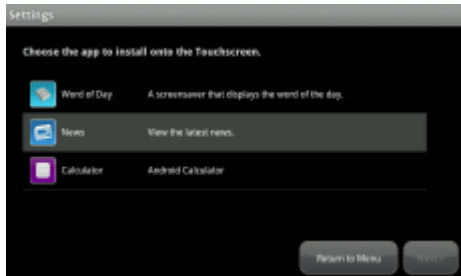 Settings
Choose the app to install onto the Touchscreen.
Word of Day A screensaver that displays the word of the day.
News View the latest news.
Calculator Android Calculator
Return to Menu Next >